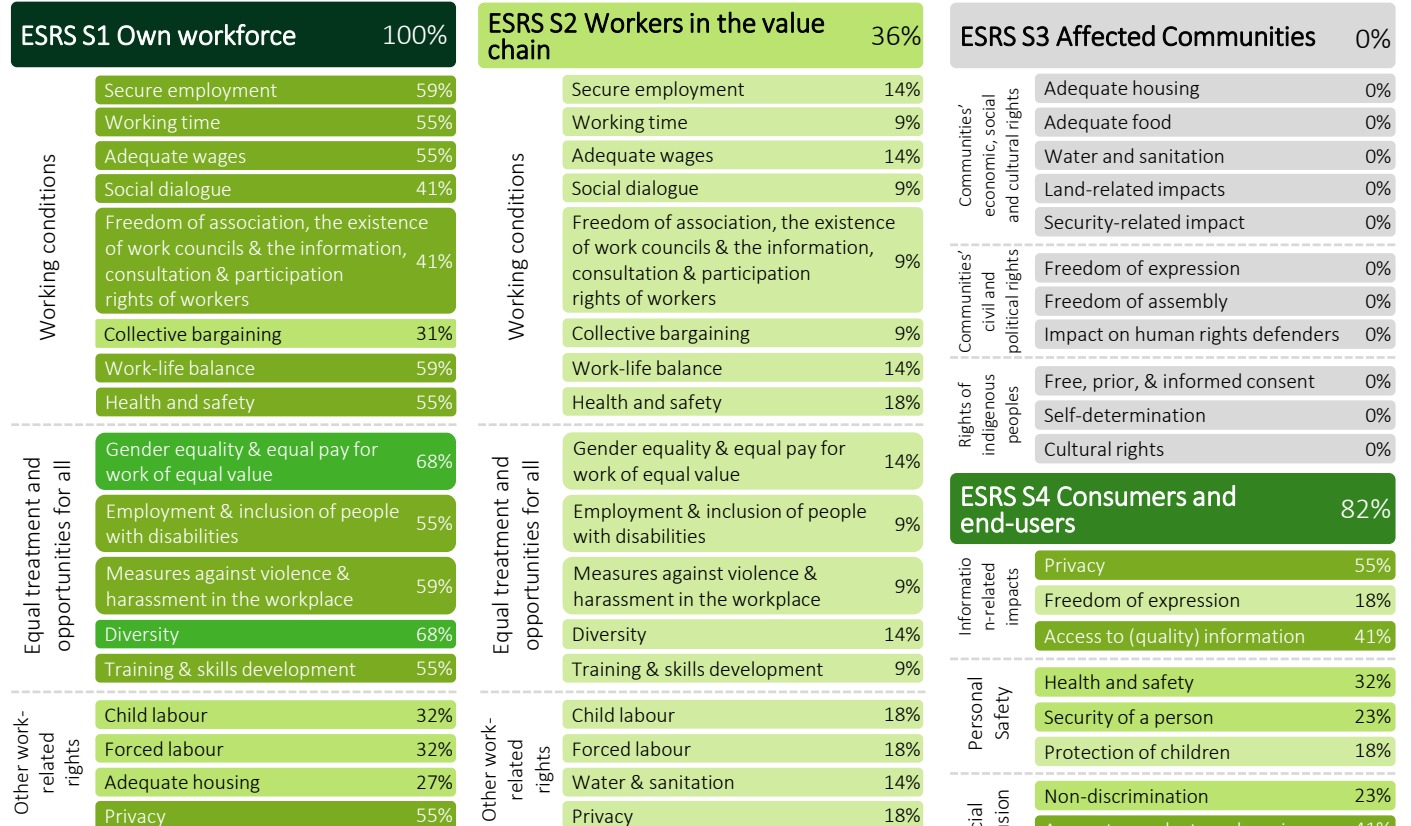 ESRS S1 Own workforce 100%
Working conditions
Secure employment 59%
Working time 55%
Adequate wages 55%
Social dialogue 41%
Freedom of association, the existence
of work councils & the information,
consultation & participation
rights of workers
41%
Collective bargaining 31%
Work-life balance 59%
Health and safety 55%
Equal treatment and
opportunities for all
Gender equality & equal pay for
work of equal value
68%
Employment & inclusion of people
with disabilities
55%
Measures against violence &
harassment in the workplace
59%
Diversity 68%
Training & skills development 55%
Other work-
related
rights
Child labour 32%
Forced labour 32%
Adequate housing 27%
Privacy 55%
ESRS S2 Workers in the value
chain
36%
Working conditions
Secure employment 14%
Working time 9%
Adequate wages 14%
Social dialogue 9%
Freedom of association, the existence
of work councils & the information,
consultation & participation
rights of workers
9%
Collective bargaining 9%
Work-life balance 14%
Health and safety 18%
Equal treatment and
opportunities for all
Gender equality & equal pay for
work of equal value
14%
Employment & inclusion of people
with disabilities
9%
Measures against violence &
harassment in the workplace
9%
Diversity 14%
Training & skills development 9%
Other work-
related
rights
Child labour 18%
Forced labour 18%
Water & sanitation 14%
Privacy 18%
ESRS S3 Affected Communities 0%
Communities'
economic, social
and cultural rights
Adequate housing 0%
Adequate food 0%
Water and sanitation 0%
Land-related impacts 0%
Security-related impact 0%
Communities'
civil and
political rights
Freedom of expression 0%
Freedom of assembly 0%
Impact on human rights defenders 0%
Rights of
indigenous
peoples
Free, prior, & informed consent 0%
Self-determination 0%
Cultural rights 0%
ESRS S4 Consumers and
end-users
82%
Informatio
n-related
impacts
Privacy 55%
Freedom of expression 18%
Access to (quality) information 41%
Personal
Safety
Health and safety 32%
Security of a person 23%
Protection of children 18%
Non-discrimination 23%